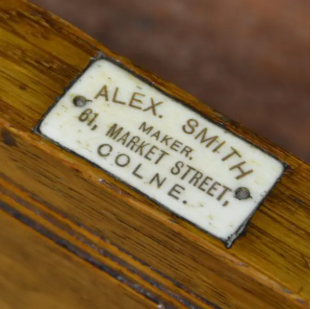 ALEX. SMITH
MAKER.
61, MARKET STREET,
COLNE.